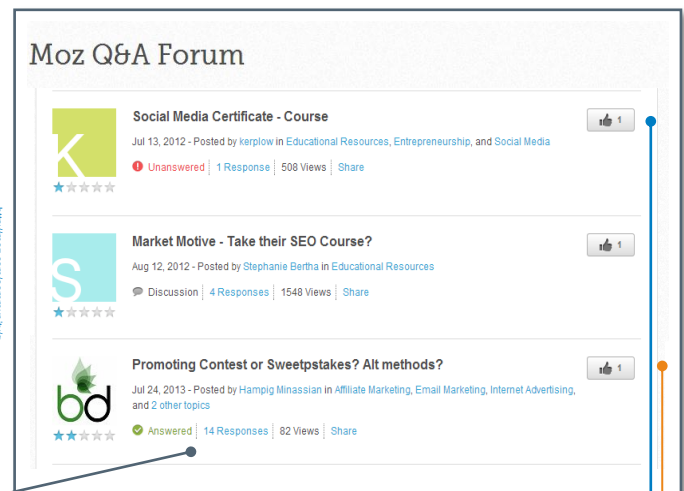 Moz Q&A Forum
K
Social Media Certificate - Course
1
Jul 13, 2012 - Posted by kerplow in Educational Resources, Entrepreneurship, and Social Media
Unanswered 1 Response 508 Views Share
S
Market Motive - Take their SEO Course?
1
Aug 12, 2012 - Posted by Stephanie Bertha in Educational Resources
Discussion 4 Responses 1548 Views Share
bd
Promoting Contest or Sweetpstakes? Alt methods?
1
Jul 24, 2013 - Posted by Hampig Minassian in Affiliate Marketing, Email Marketing, Internet Advertising,
and 2 other topics
Answered 14 Responses 82 Views Share